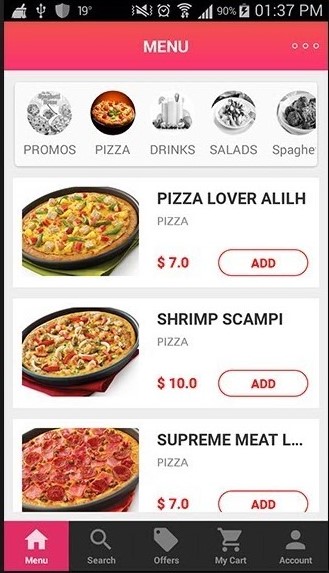 19° 90% 01:37 PM
MENU
PROMOS PIZZA DRINKS SALADS Spaghe
PIZZA LOVER ALILH
PIZZA
$ 7.0 ADD
SHRIMP SCAMPI
PIZZA
$ 10.0 ADD
SUPREME MEAT L...
PIZZA
$ 7.0 ADD
Menu Search Offers My Cart Account